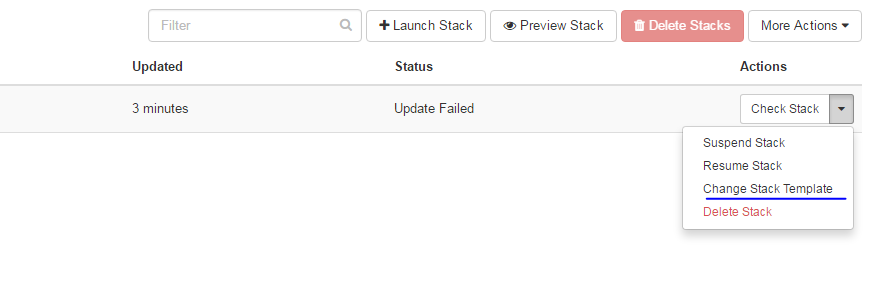 Filter Launch Stack Preview Stack Delete Stacks More Actions
Updated Status Actions
3 minutes Update Failed Check Stack
Suspend Stack
Resume Stack
Change Stack Template
Delete Stack